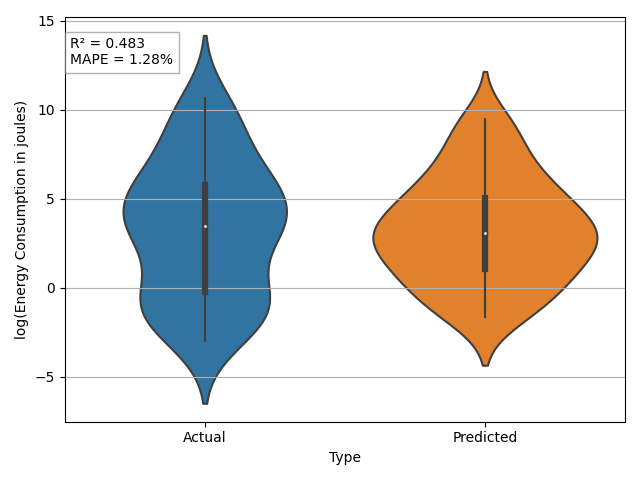 15
R² = 0.483
MAPE = 1.28%
10
5
0
−5
log(Energy Consumption in joules)
Actual
Predicted
Type